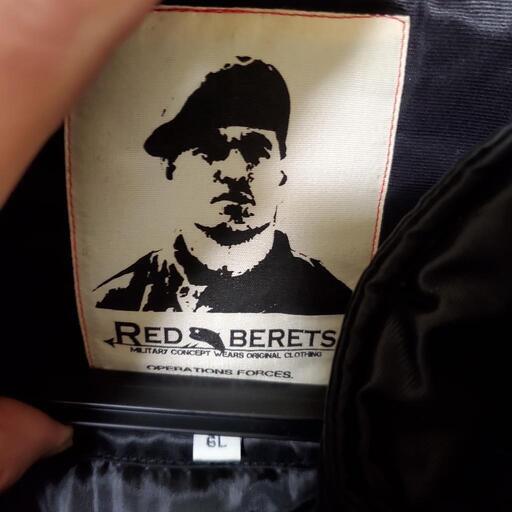 RED BERETS
MILITARY CONCEPT WEARS ORIGINAL CLOTHING
OPERATIONS FORCES.
6L